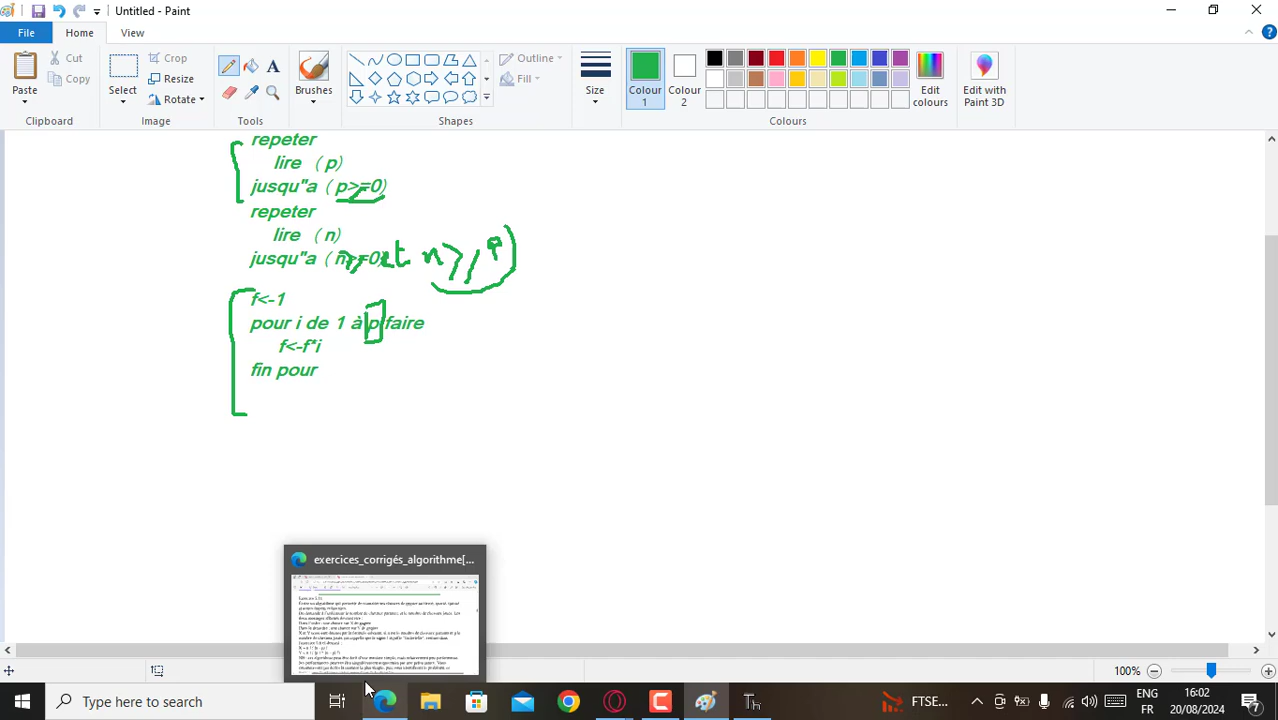 Untitled - Paint
File Home View
Paste Cut Copy Clipboard
Select Crop Resize Rotate Image
Tools
Brushes
Shapes Outline Fill
Size
Colour 1 Colour 2 Edit colours Edit with Paint 3D Colours
repeter
lire ( p)
jusqu"a ( p>=0)
repeter
lire ( n)
jusqu"a ( n>=0) et n>, p )
f<-1
pour i de 1 à p faire
f<-f*i
fin pour
exercices_corrigés_algorithme[...
100%
Type here to search
FTSE...
ENG 16:02
FR 20/08/2024
7